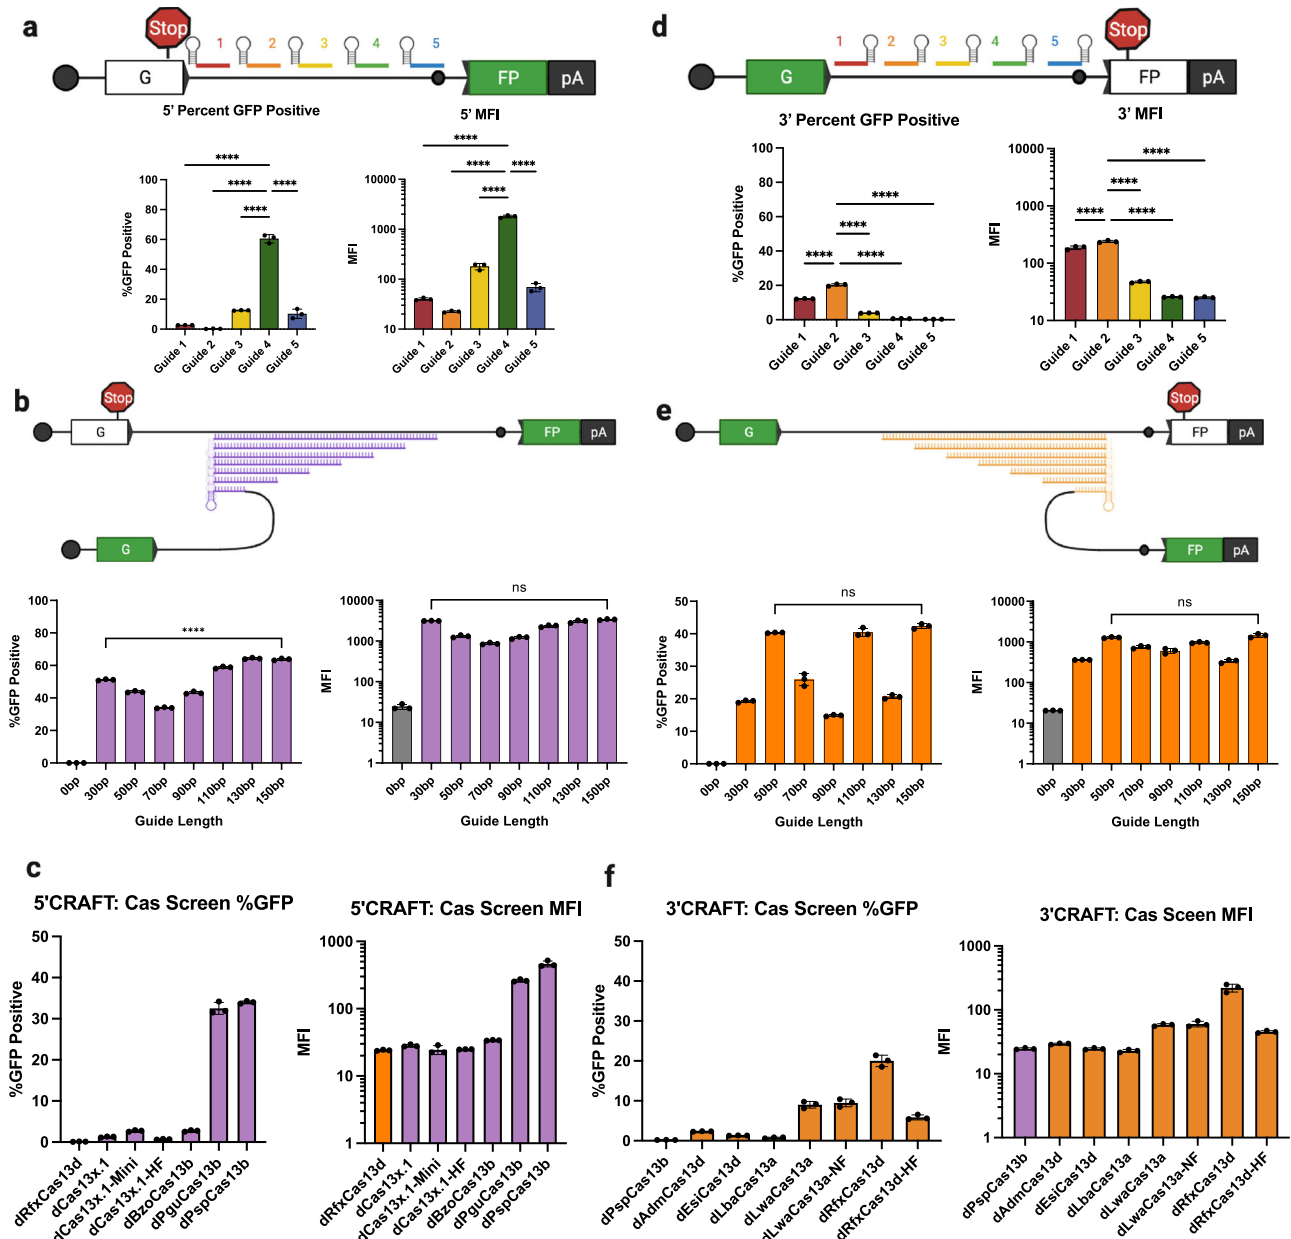 a
Stop
1 2 3 4 5
G
FP
pA
5’ Percent GFP Positive
5’ MFI
****
****
****
****
100
80
60
40
20
0
%GFP Positive
Guide 1
Guide 2
Guide 3
Guide 4
Guide 5
****
****
****
****
10000
1000
100
10
MFI
Guide 1
Guide 2
Guide 3
Guide 4
Guide 5
d
Stop
1 2 3 4 5
G
FP
pA
3’ Percent GFP Positive
3’ MFI
100
80
60
40
20
0
%GFP Positive
****
****
****
****
Guide 1
Guide 2
Guide 3
Guide 4
Guide 5
10000
1000
100
10
MFI
****
****
****
****
Guide 1
Guide 2
Guide 3
Guide 4
Guide 5
b
Stop
G
FP
pA
G
100
80
60
40
20
0
%GFP Positive
****
0bp
30bp
50bp
70bp
90bp
110bp
130bp
150bp
Guide Length
ns
10000
1000
100
10
1
MFI
0bp
30bp
50bp
70bp
90bp
110bp
130bp
150bp
Guide Length
e
Stop
G
FP
pA
FP
pA
50
40
30
20
10
0
%GFP Positive
ns
0bp
30bp
50bp
70bp
90bp
110bp
130bp
150bp
Guide Length
ns
10000
1000
100
10
1
MFI
0bp
30bp
50bp
70bp
90bp
110bp
130bp
150bp
Guide Length
c
5'CRAFT: Cas Screen %GFP
50
40
30
20
10
0
%GFP Positive
dRfxCas13d
dCas13x.1
dCas13x.1-Mini
dCas13x.1-HF
dBzoCas13b
dPguCas13b
dPspCas13b
5'CRAFT: Cas Screen MFI
1000
100
10
1
MFI
dRfxCas13d
dCas13x.1
dCas13x.1-Mini
dCas13x.1-HF
dBzoCas13b
dPguCas13b
dPspCas13b
f
3'CRAFT: Cas Screen %GFP
50
40
30
20
10
0
%GFP Positive
dPspCas13b
dAdmCas13d
dEsiCas13d
dLbaCas13a
dLwaCas13a
dLwaCas13a-NF
dRfxCas13d
dRfxCas13d-HF
3'CRAFT: Cas Sceen MFI
1000
100
10
1
MFI
dPspCas13b
dAdmCas13d
dEsiCas13d
dLbaCas13a
dLwaCas13a
dLwaCas13a-NF
dRfxCas13d
dRfxCas13d-HF